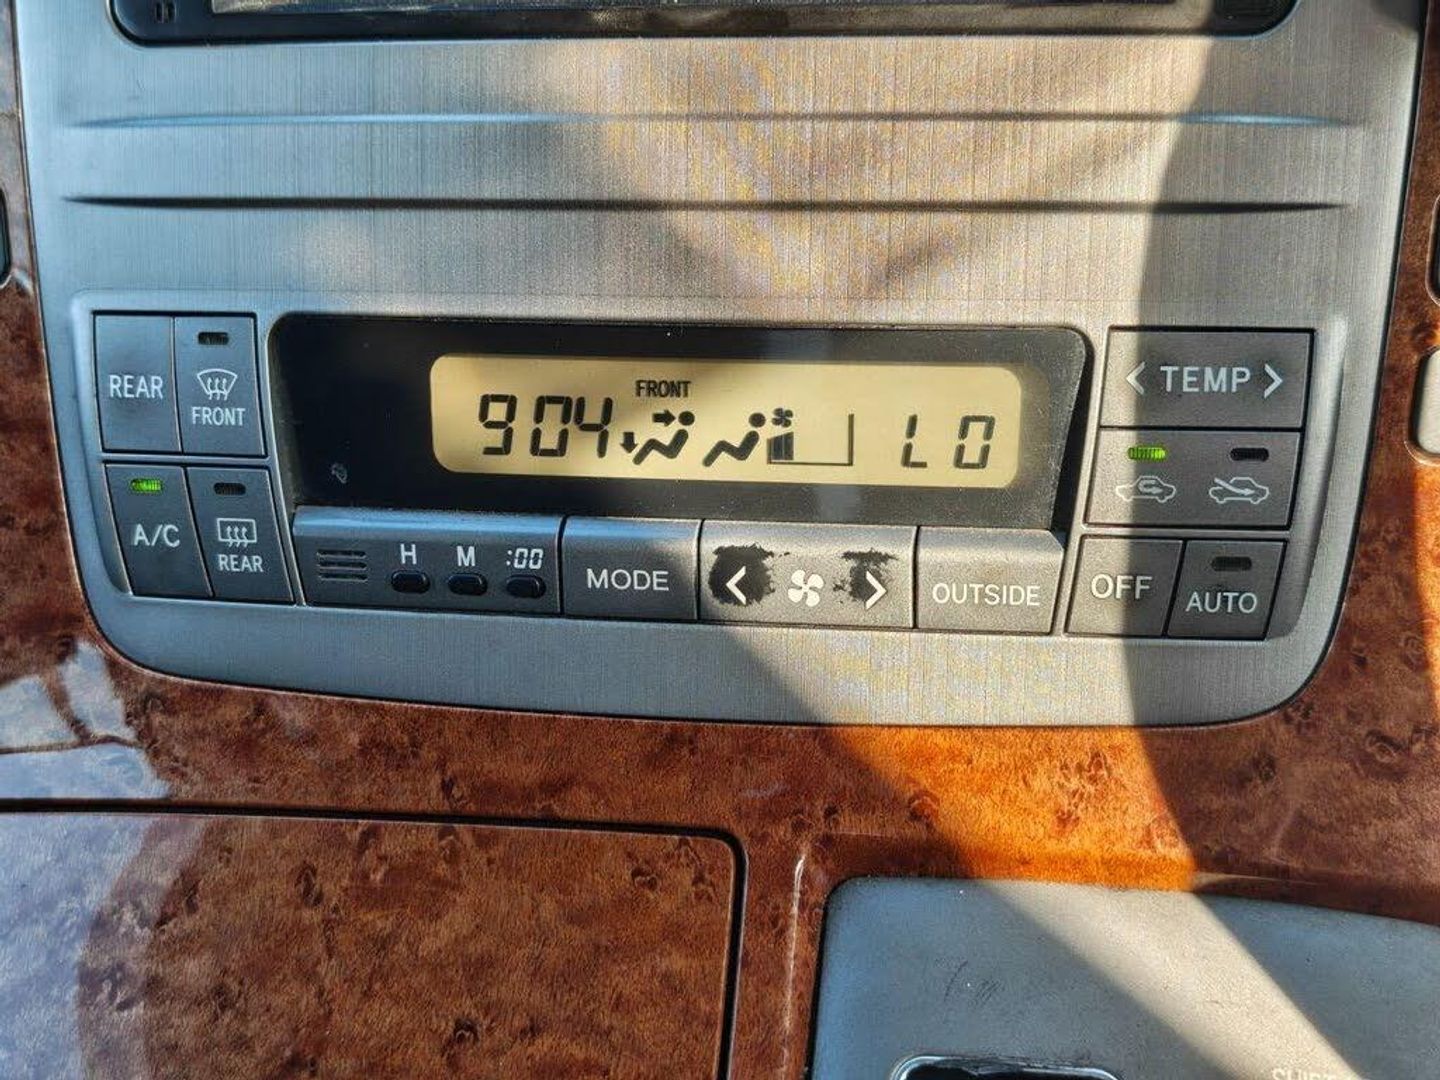 REAR
FRONT
FRONT
904
LO
< TEMP >
A/C
REAR
H
M
:00
MODE
< >
OUTSIDE
OFF
AUTO